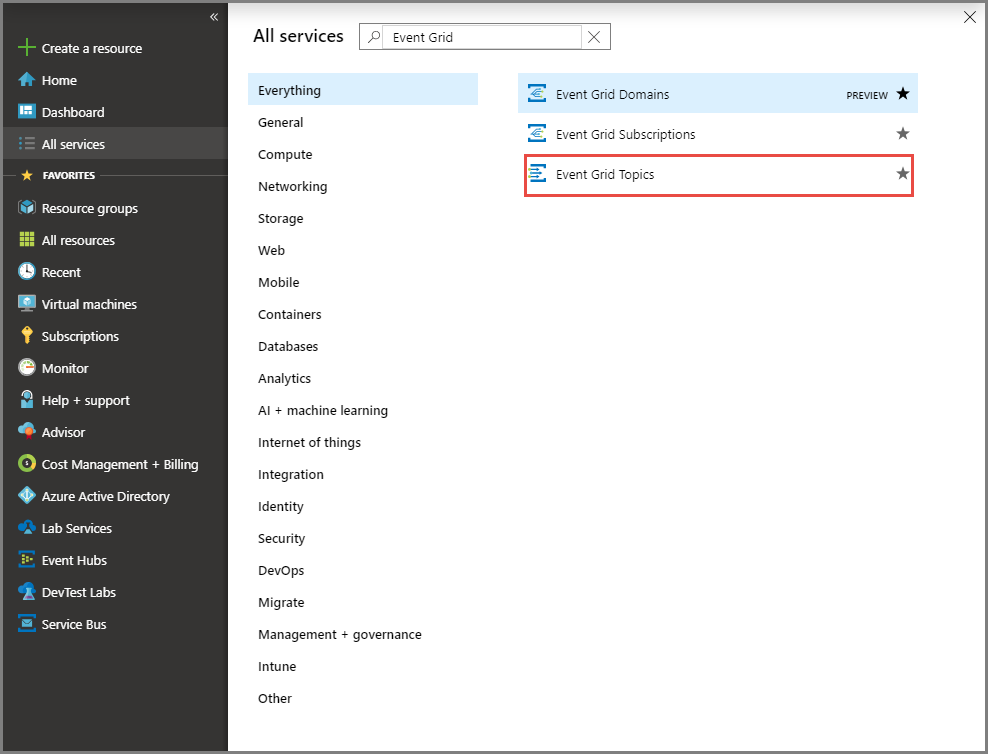 «
Create a resource
Home
Dashboard
All services
FAVORITES
Resource groups
All resources
Recent
Virtual machines
Subscriptions
Monitor
Help + support
Advisor
Cost Management + Billing
Azure Active Directory
Lab Services
Event Hubs
DevTest Labs
Service Bus
All services
Event Grid
Everything
General
Compute
Networking
Storage
Web
Mobile
Containers
Databases
Analytics
AI + machine learning
Internet of things
Integration
Identity
Security
DevOps
Migrate
Management + governance
Intune
Other
Event Grid Domains PREVIEW
Event Grid Subscriptions
Event Grid Topics